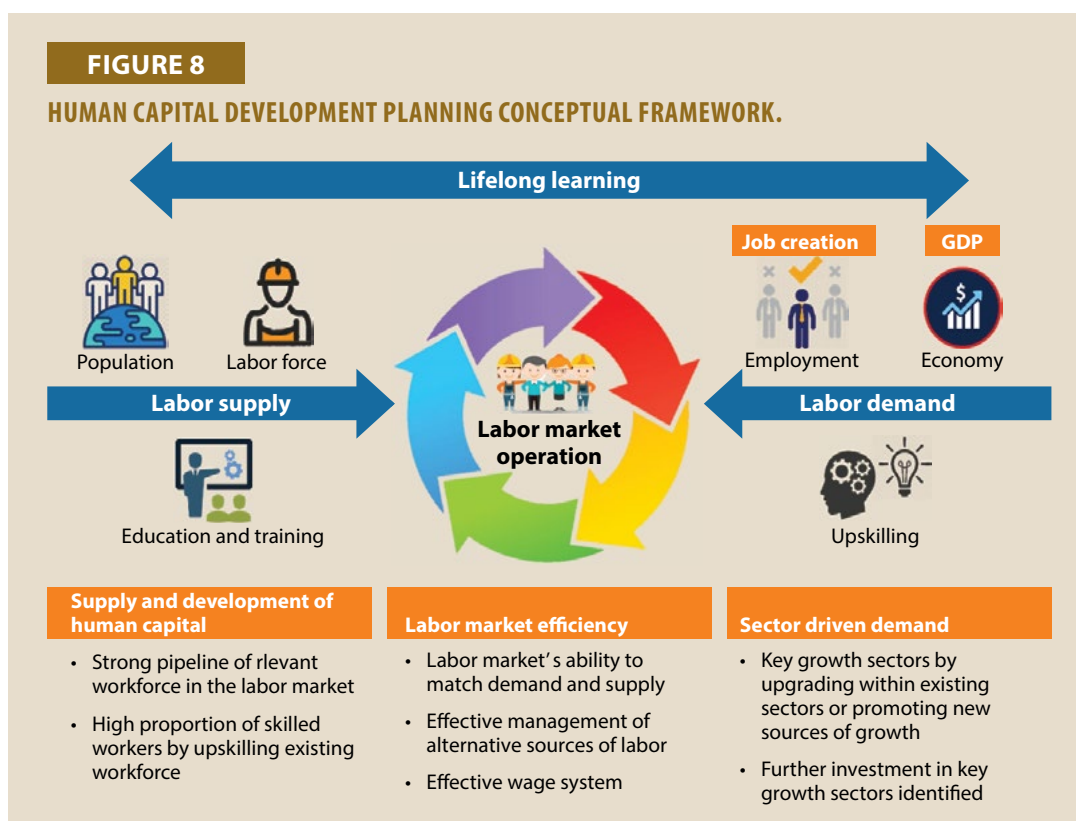 FIGURE 8
HUMAN CAPITAL DEVELOPMENT PLANNING CONCEPTUAL FRAMEWORK.
Lifelong learning
Job creation
GDP
Population
Labor force
Employment
Economy
Labor supply
Labor market
operation
Labor demand
Education and training
Upskilling
Supply and development of
human capital
• Strong pipeline of rlevant
workforce in the labor market
• High proportion of skilled
workers by upskilling existing
workforce
Labor market efficiency
• Labor market's ability to
match demand and supply
• Effective management of
alternative sources of labor
• Effective wage system
Sector driven demand
• Key growth sectors by
upgrading within existing
sectors or promoting new
sources of growth
• Further investment in key
growth sectors identified